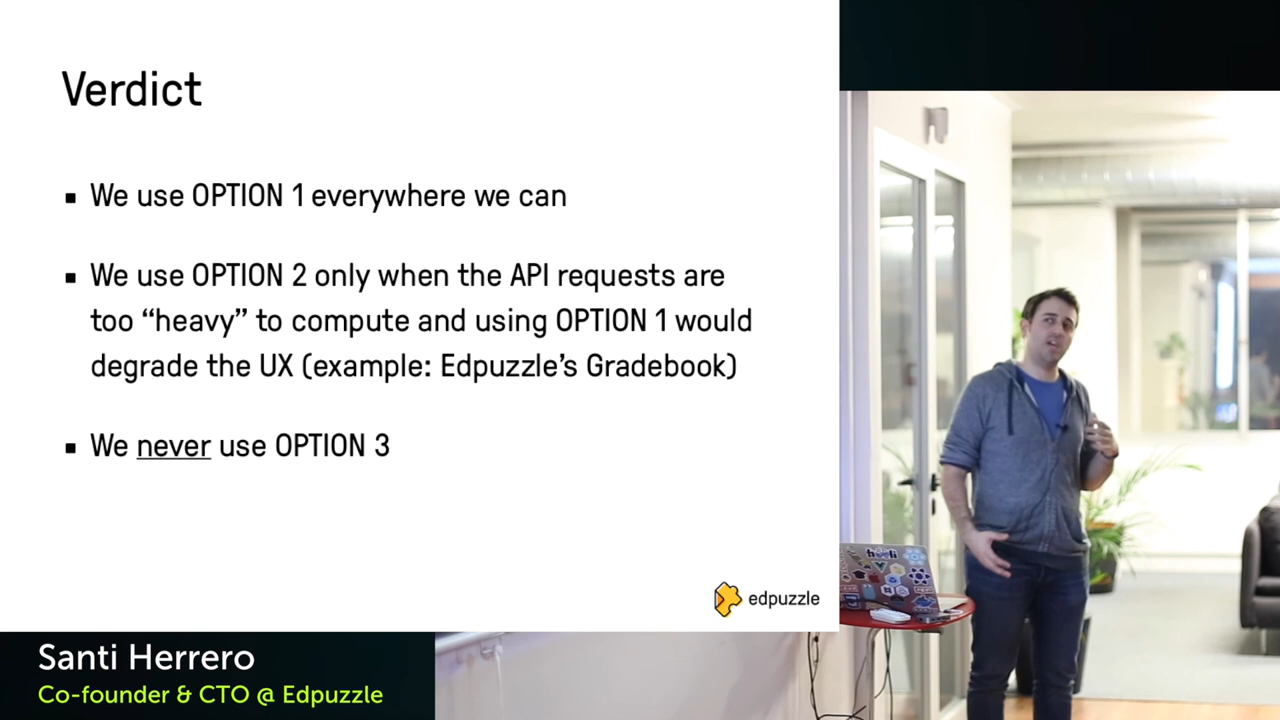 Verdict
▪ We use OPTION 1 everywhere we can
▪ We use OPTION 2 only when the API requests are
too “heavy” to compute and using OPTION 1 would
degrade the UX (example: Edpuzzle’s Gradebook)
▪ We never use OPTION 3
edpuzzle
Santi Herrero
Co-founder & CTO @ Edpuzzle